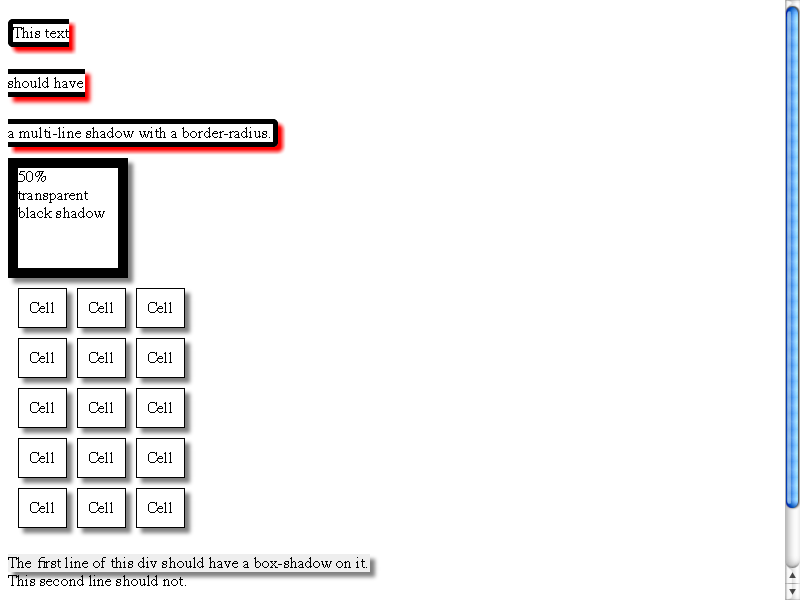 This text
should have
a multi-line shadow with a border-radius.
50%
transparent
black shadow
Cell Cell Cell
Cell Cell Cell
Cell Cell Cell
Cell Cell Cell
Cell Cell Cell
The first line of this div should have a box-shadow on it.
This second line should not.